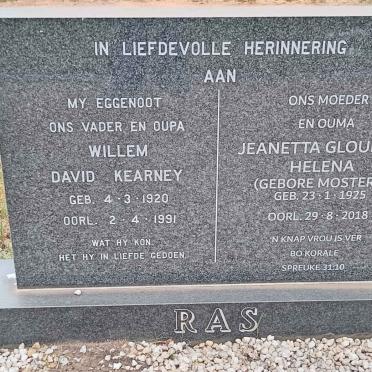 IN LIEFDEVOLLE HERINNERING
AAN
MY EGGENOOT
ONS VADER EN OUPA
WILLEM
DAVID KEARNEY
GEB. 4·3·1920
OORL. 2·4·1991
WAT HY KON,
HET HY IN LIEFDE GEDOEN.
ONS MOEDER
EN OUMA
JEANETTA
HELENA
(GEBORE
GEB. 23·1·1925
OORL. 29·8·2018
'N KNAP VROU IS VER
BO KORALE
SPREUKE 31:10
RAS